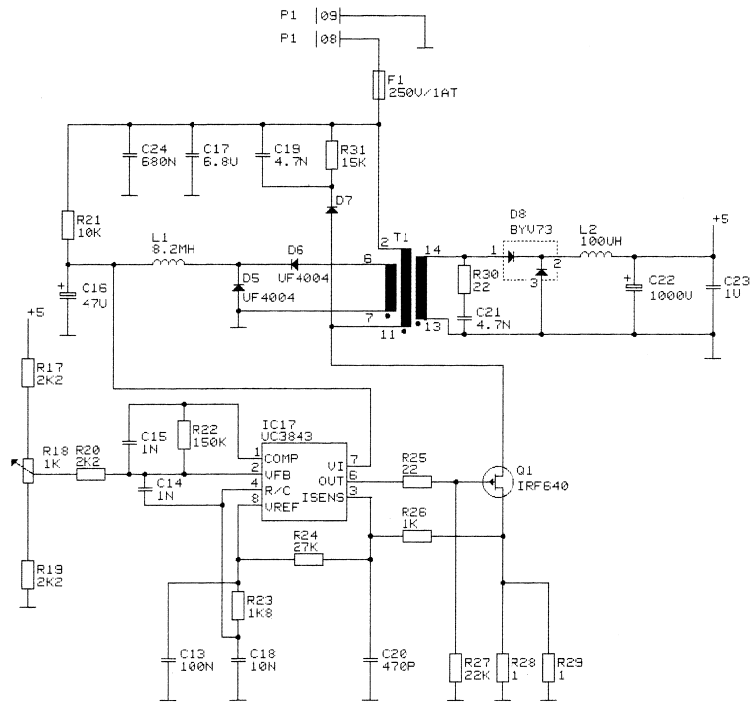 P1 |09|
P1 |08|
F1
250V/1AT
C24
680N
C17
6.8U
C19
4.7N
R31
15K
D7
R21
10K
L1
8.2MH
D6
UF4004
D5
UF4004
2
T1
6
7
11
14
13
D8
BYV73
1
2
3
L2
100UH
+5
R30
22
C21
4.7N
C22
1000U
C23
1U
+
C16
47U
+
+5
R17
2K2
R18
1K
R20
2K2
R19
2K2
C15
1N
R22
150K
C14
1N
IC17
UC3843
1 COMP
2 VFB
4 R/C
8 VREF
VI 7
OUT 6
ISENS 3
R25
22
Q1
IRF640
R26
1K
R24
27K
R23
1K8
C13
100N
C18
10N
C20
470P
R27
22K
R28
1
R29
1